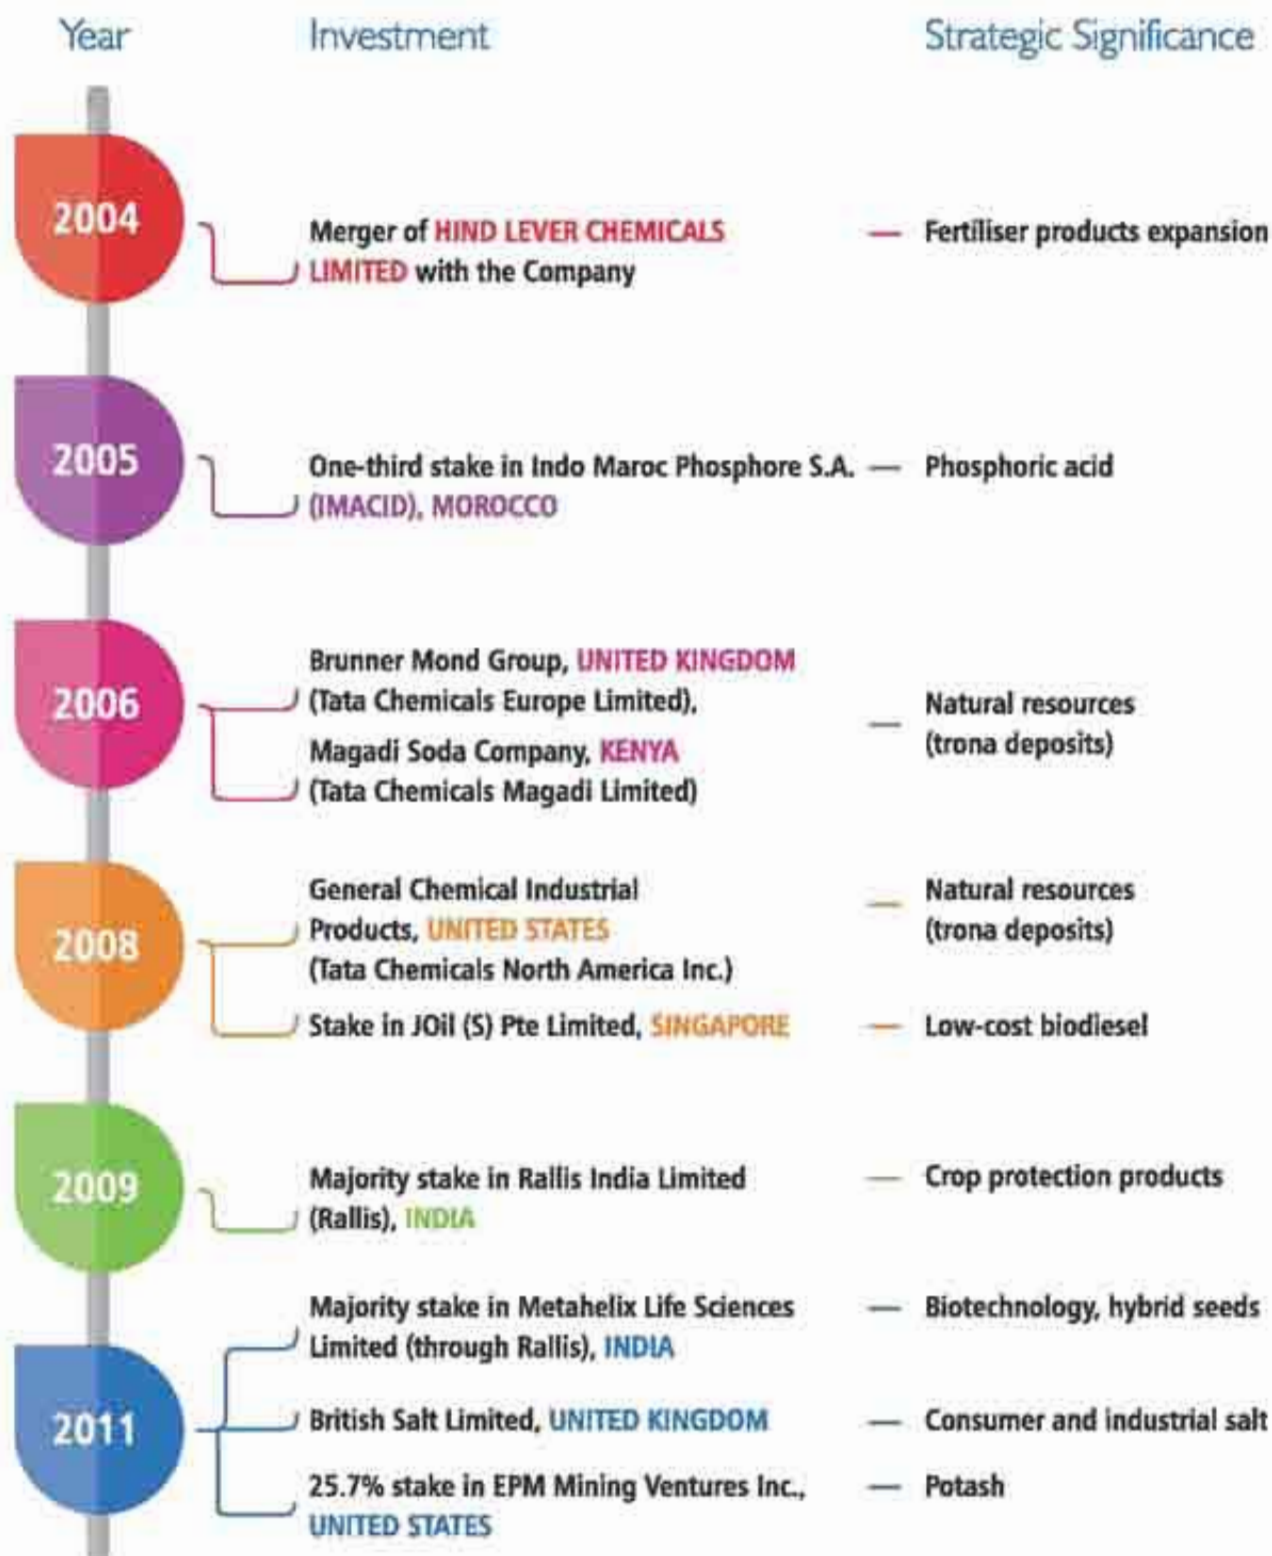 Year Investment Strategic Significance
2004
Merger of HIND LEVER CHEMICALS — Fertiliser products expansion
LIMITED with the Company
2005
One-third stake in Indo Maroc Phosphore S.A. — Phosphoric acid
(IMACID), MOROCCO
2006
Brunner Mond Group, UNITED KINGDOM
(Tata Chemicals Europe Limited),
Magadi Soda Company, KENYA
(Tata Chemicals Magadi Limited)
— Natural resources
(trona deposits)
2008
General Chemical Industrial — Natural resources
Products, UNITED STATES (trona deposits)
(Tata Chemicals North America Inc.)
Stake in JOil (S) Pte Limited, SINGAPORE — Low-cost biodiesel
2009
Majority stake in Rallis India Limited — Crop protection products
(Rallis), INDIA
2011
Majority stake in Metahelix Life Sciences — Biotechnology, hybrid seeds
Limited (through Rallis), INDIA
British Salt Limited, UNITED KINGDOM — Consumer and industrial salt
25.7% stake in EPM Mining Ventures Inc., — Potash
UNITED STATES